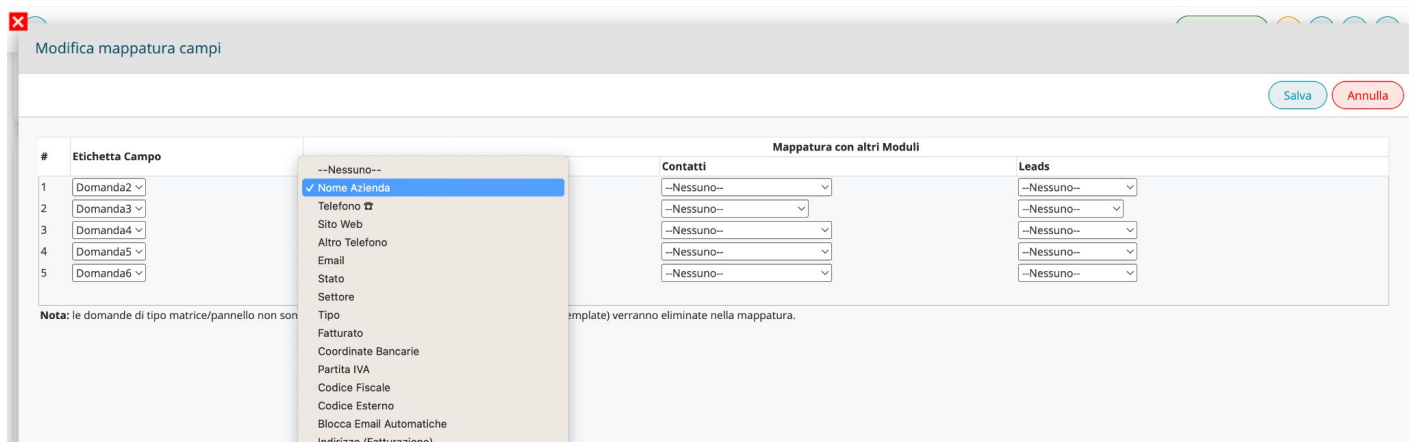 Modifica mappatura campi
Salva Annulla
# Etichetta Campo Mappatura con altri Moduli
Contatti Leads
1 Domanda2 --Nessuno-- --Nessuno--
2 Domanda3 --Nessuno-- --Nessuno--
3 Domanda4 --Nessuno-- --Nessuno--
4 Domanda5 --Nessuno-- --Nessuno--
5 Domanda6 --Nessuno-- --Nessuno--
--Nessuno--
✓ Nome Azienda
Telefono ☎
Sito Web
Altro Telefono
Email
Stato
Settore
Tipo
Fatturato
Coordinate Bancarie
Partita IVA
Codice Fiscale
Codice Esterno
Blocca Email Automatiche
Indirizzo (Fatturazione)
Nota: le domande di tipo matrice/pannello non son emplate) verranno eliminate nella mappatura.